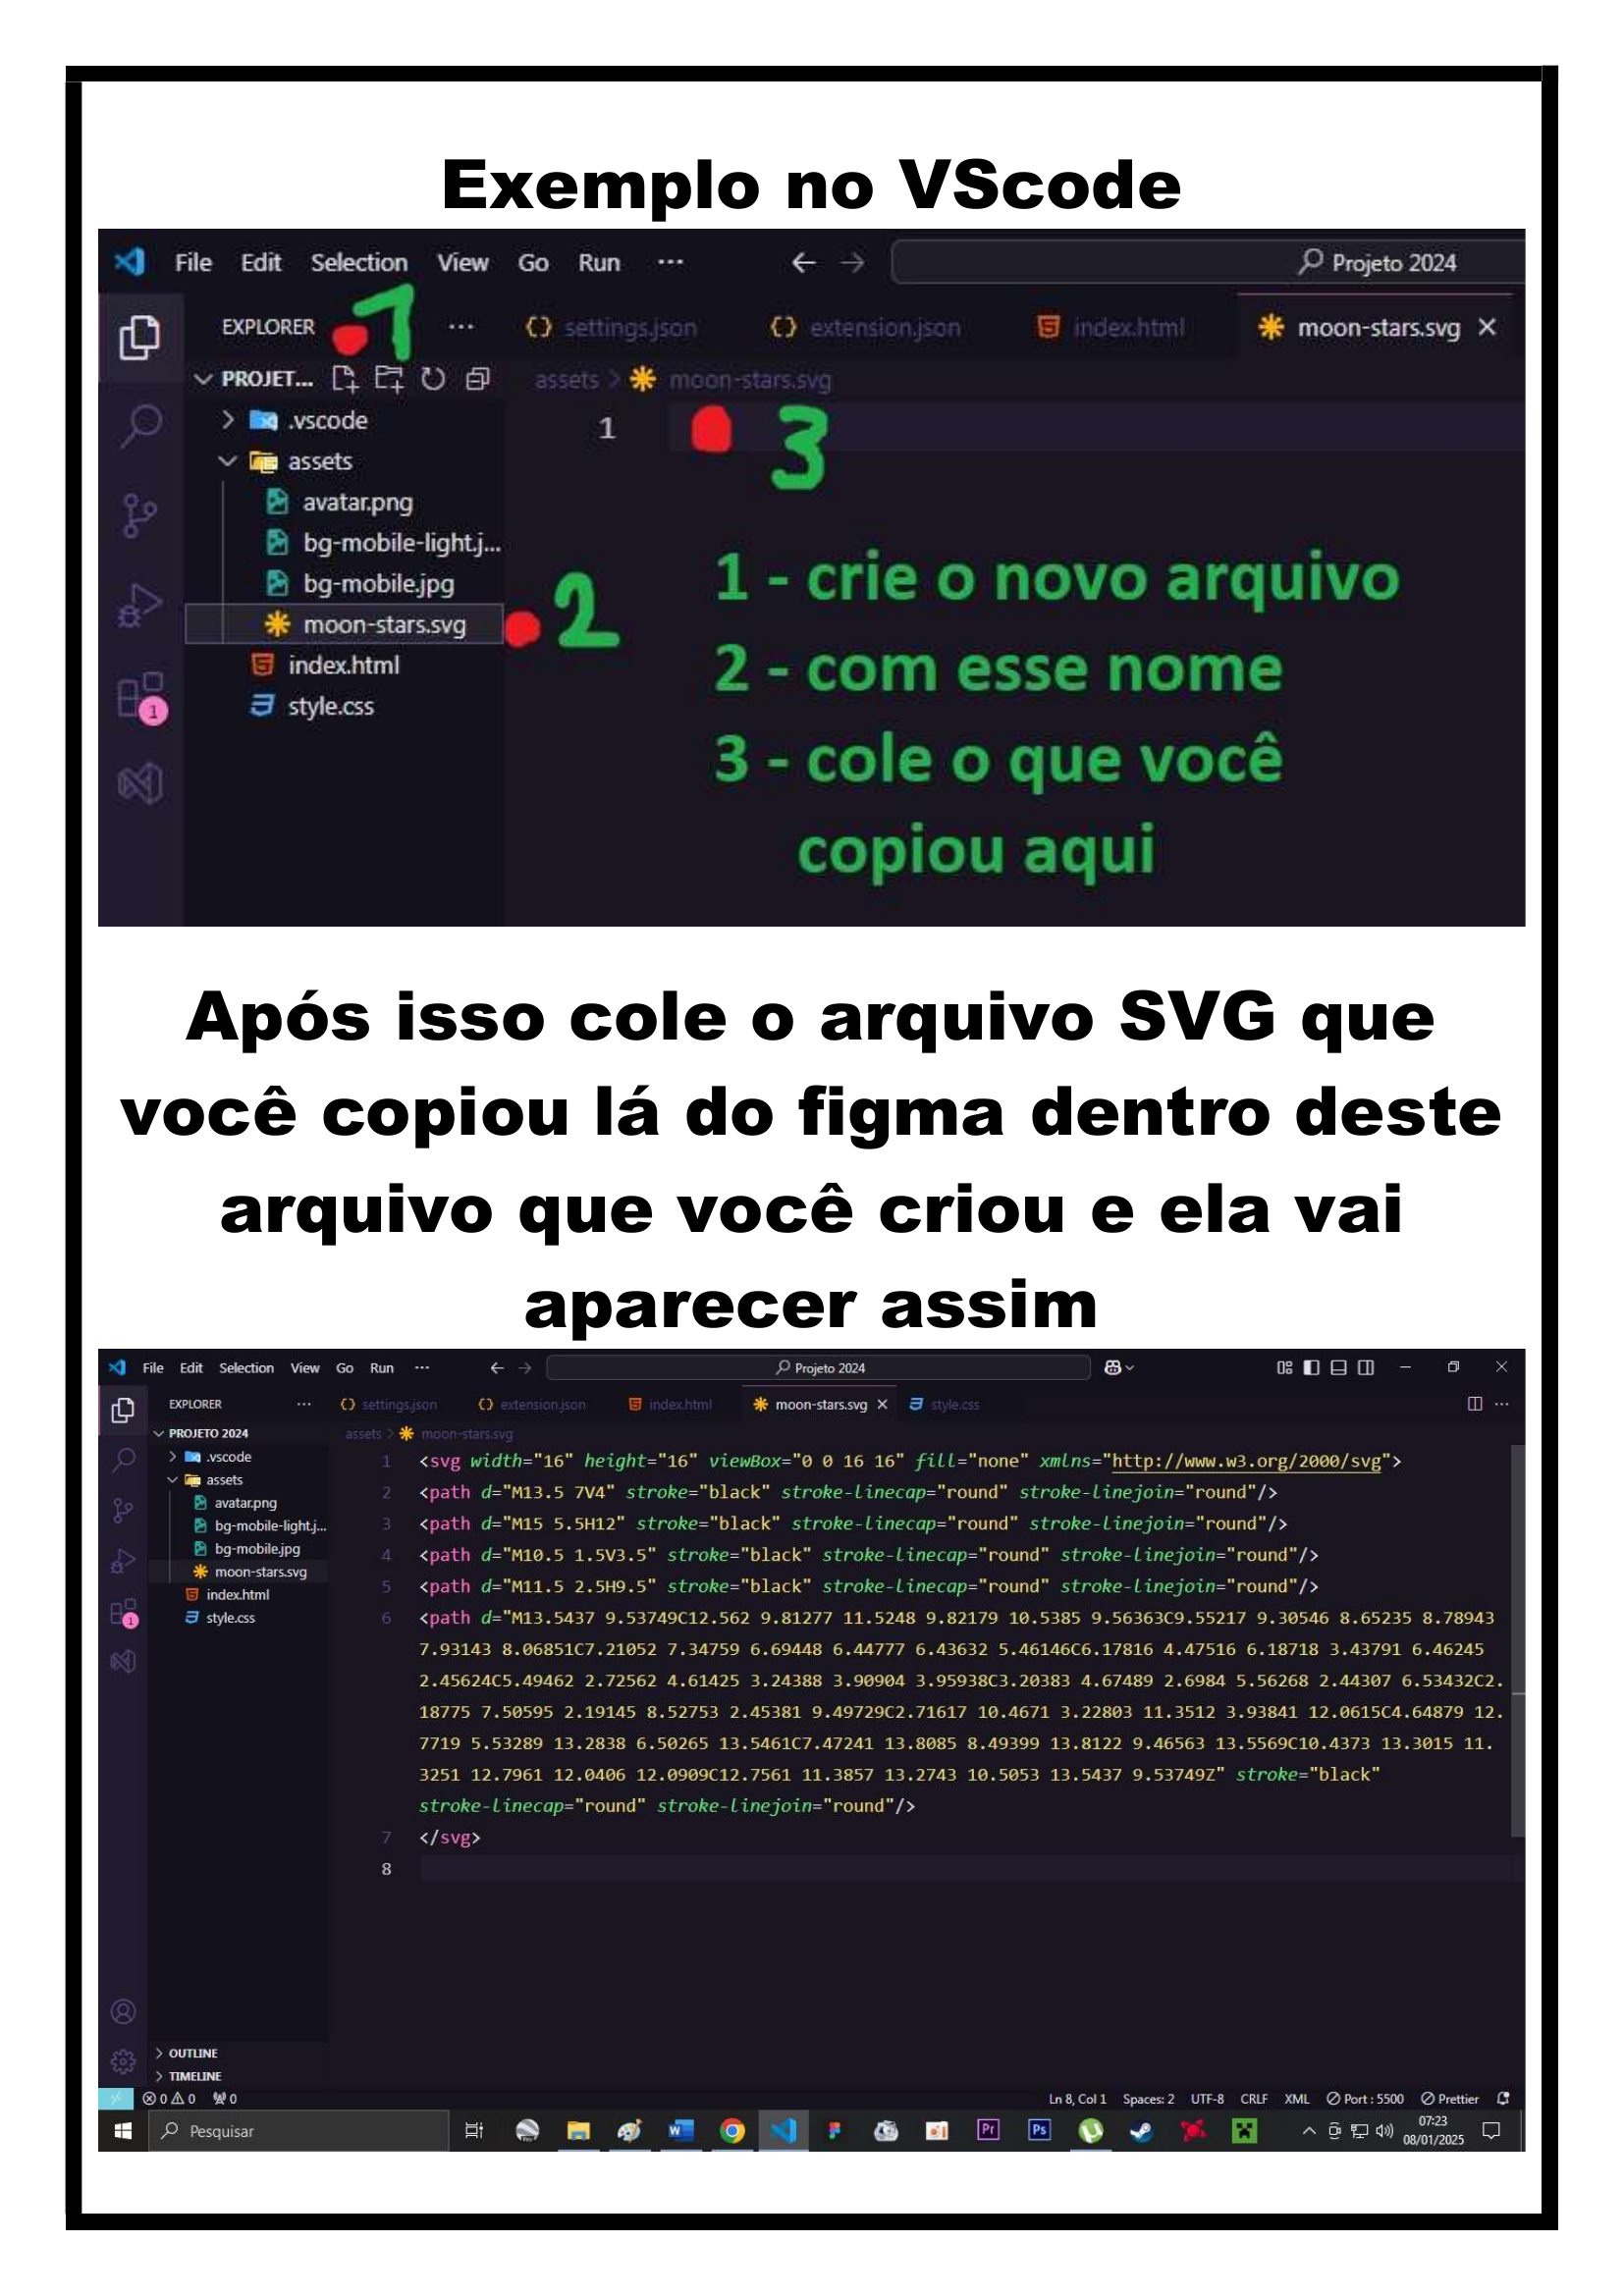 Exemplo no VScode
File Edit Selection View Go Run ··· Projeto 2024
EXPLORER 1 ··· settings.json extension.json index.html moon-stars.svg
PROJET... assets > moon-stars.svg
.vscode 1 3
assets
avatar.png
bg-mobile-light.j...
bg-mobile.jpg
moon-stars.svg 2
index.html
style.css
1
1 - crie o novo arquivo
2 - com esse nome
3 - cole o que você
copiou aqui
Após isso cole o arquivo SVG que
você copiou lá do figma dentro deste
arquivo que você criou e ela vai
aparecer assim
File Edit Selection View Go Run ··· Projeto 2024
EXPLORER ··· settings.json extension.json index.html moon-stars.svg style.css
PROJETO 2024
.vscode
assets
avatar.png
bg-mobile-light.j...
bg-mobile.jpg
moon-stars.svg
index.html
style.css
1
OUTLINE
TIMELINE
assets > moon-stars.svg
1 <svg width="16" height="16" viewBox="0 0 16 16" fill="none" xmlns="http://www.w3.org/2000/svg">
2 <path d="M13.5 7V4" stroke="black" stroke-linecap="round" stroke-linejoin="round"/>
3 <path d="M15 5.5H12" stroke="black" stroke-linecap="round" stroke-linejoin="round"/>
4 <path d="M10.5 1.5V3.5" stroke="black" stroke-linecap="round" stroke-linejoin="round"/>
5 <path d="M11.5 2.5H9.5" stroke="black" stroke-linecap="round" stroke-linejoin="round"/>
6 <path d="M13.5437 9.53749C12.562 9.81277 11.5248 9.82179 10.5385 9.56363C9.55217 9.30546 8.65235 8.78943
7.93143 8.06851C7.21052 7.34759 6.69448 6.44777 6.43632 5.46146C6.17816 4.47516 6.18718 3.43791 6.46245
2.45624C5.49462 2.72562 4.61425 3.24388 3.90904 3.95938C3.20383 4.67489 2.6984 5.56268 2.44307 6.53432C2.
18775 7.50595 2.19145 8.52753 2.45381 9.49729C2.71617 10.4671 3.22803 11.3512 3.93841 12.0615C4.64879 12.
7719 5.53289 13.2838 6.50265 13.5461C7.47241 13.8085 8.49399 13.8122 9.46563 13.5569C10.4373 13.3015 11.
3251 12.7961 12.0406 12.0909C12.7561 11.3857 13.2743 10.5053 13.5437 9.53749Z" stroke="black"
stroke-linecap="round" stroke-linejoin="round"/>
7 </svg>
8
0 0 0 Ln 8, Col 1 Spaces: 2 UTF-8 CRLF XML Port : 5500 Prettier
Pesquisar W Pr Ps 07:23
08/01/2025